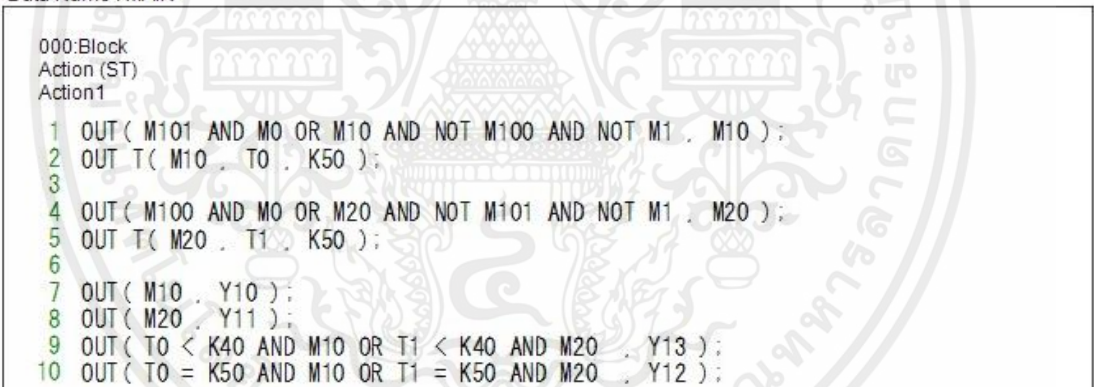 000:Block
Action (ST)
Action1
1 OUT( M101 AND M0 OR M10 AND NOT M100 AND NOT M1 , M10 );
2 OUT_T( M10 , T0 , K50 );
3
4 OUT( M100 AND M0 OR M20 AND NOT M101 AND NOT M1 , M20 );
5 OUT_T( M20 , T1 , K50 );
6
7 OUT( M10 , Y10 );
8 OUT( M20 , Y11 );
9 OUT( T0 < K40 AND M10 OR T1 < K40 AND M20 , Y13 );
10 OUT( T0 = K50 AND M10 OR T1 = K50 AND M20 , Y12 );